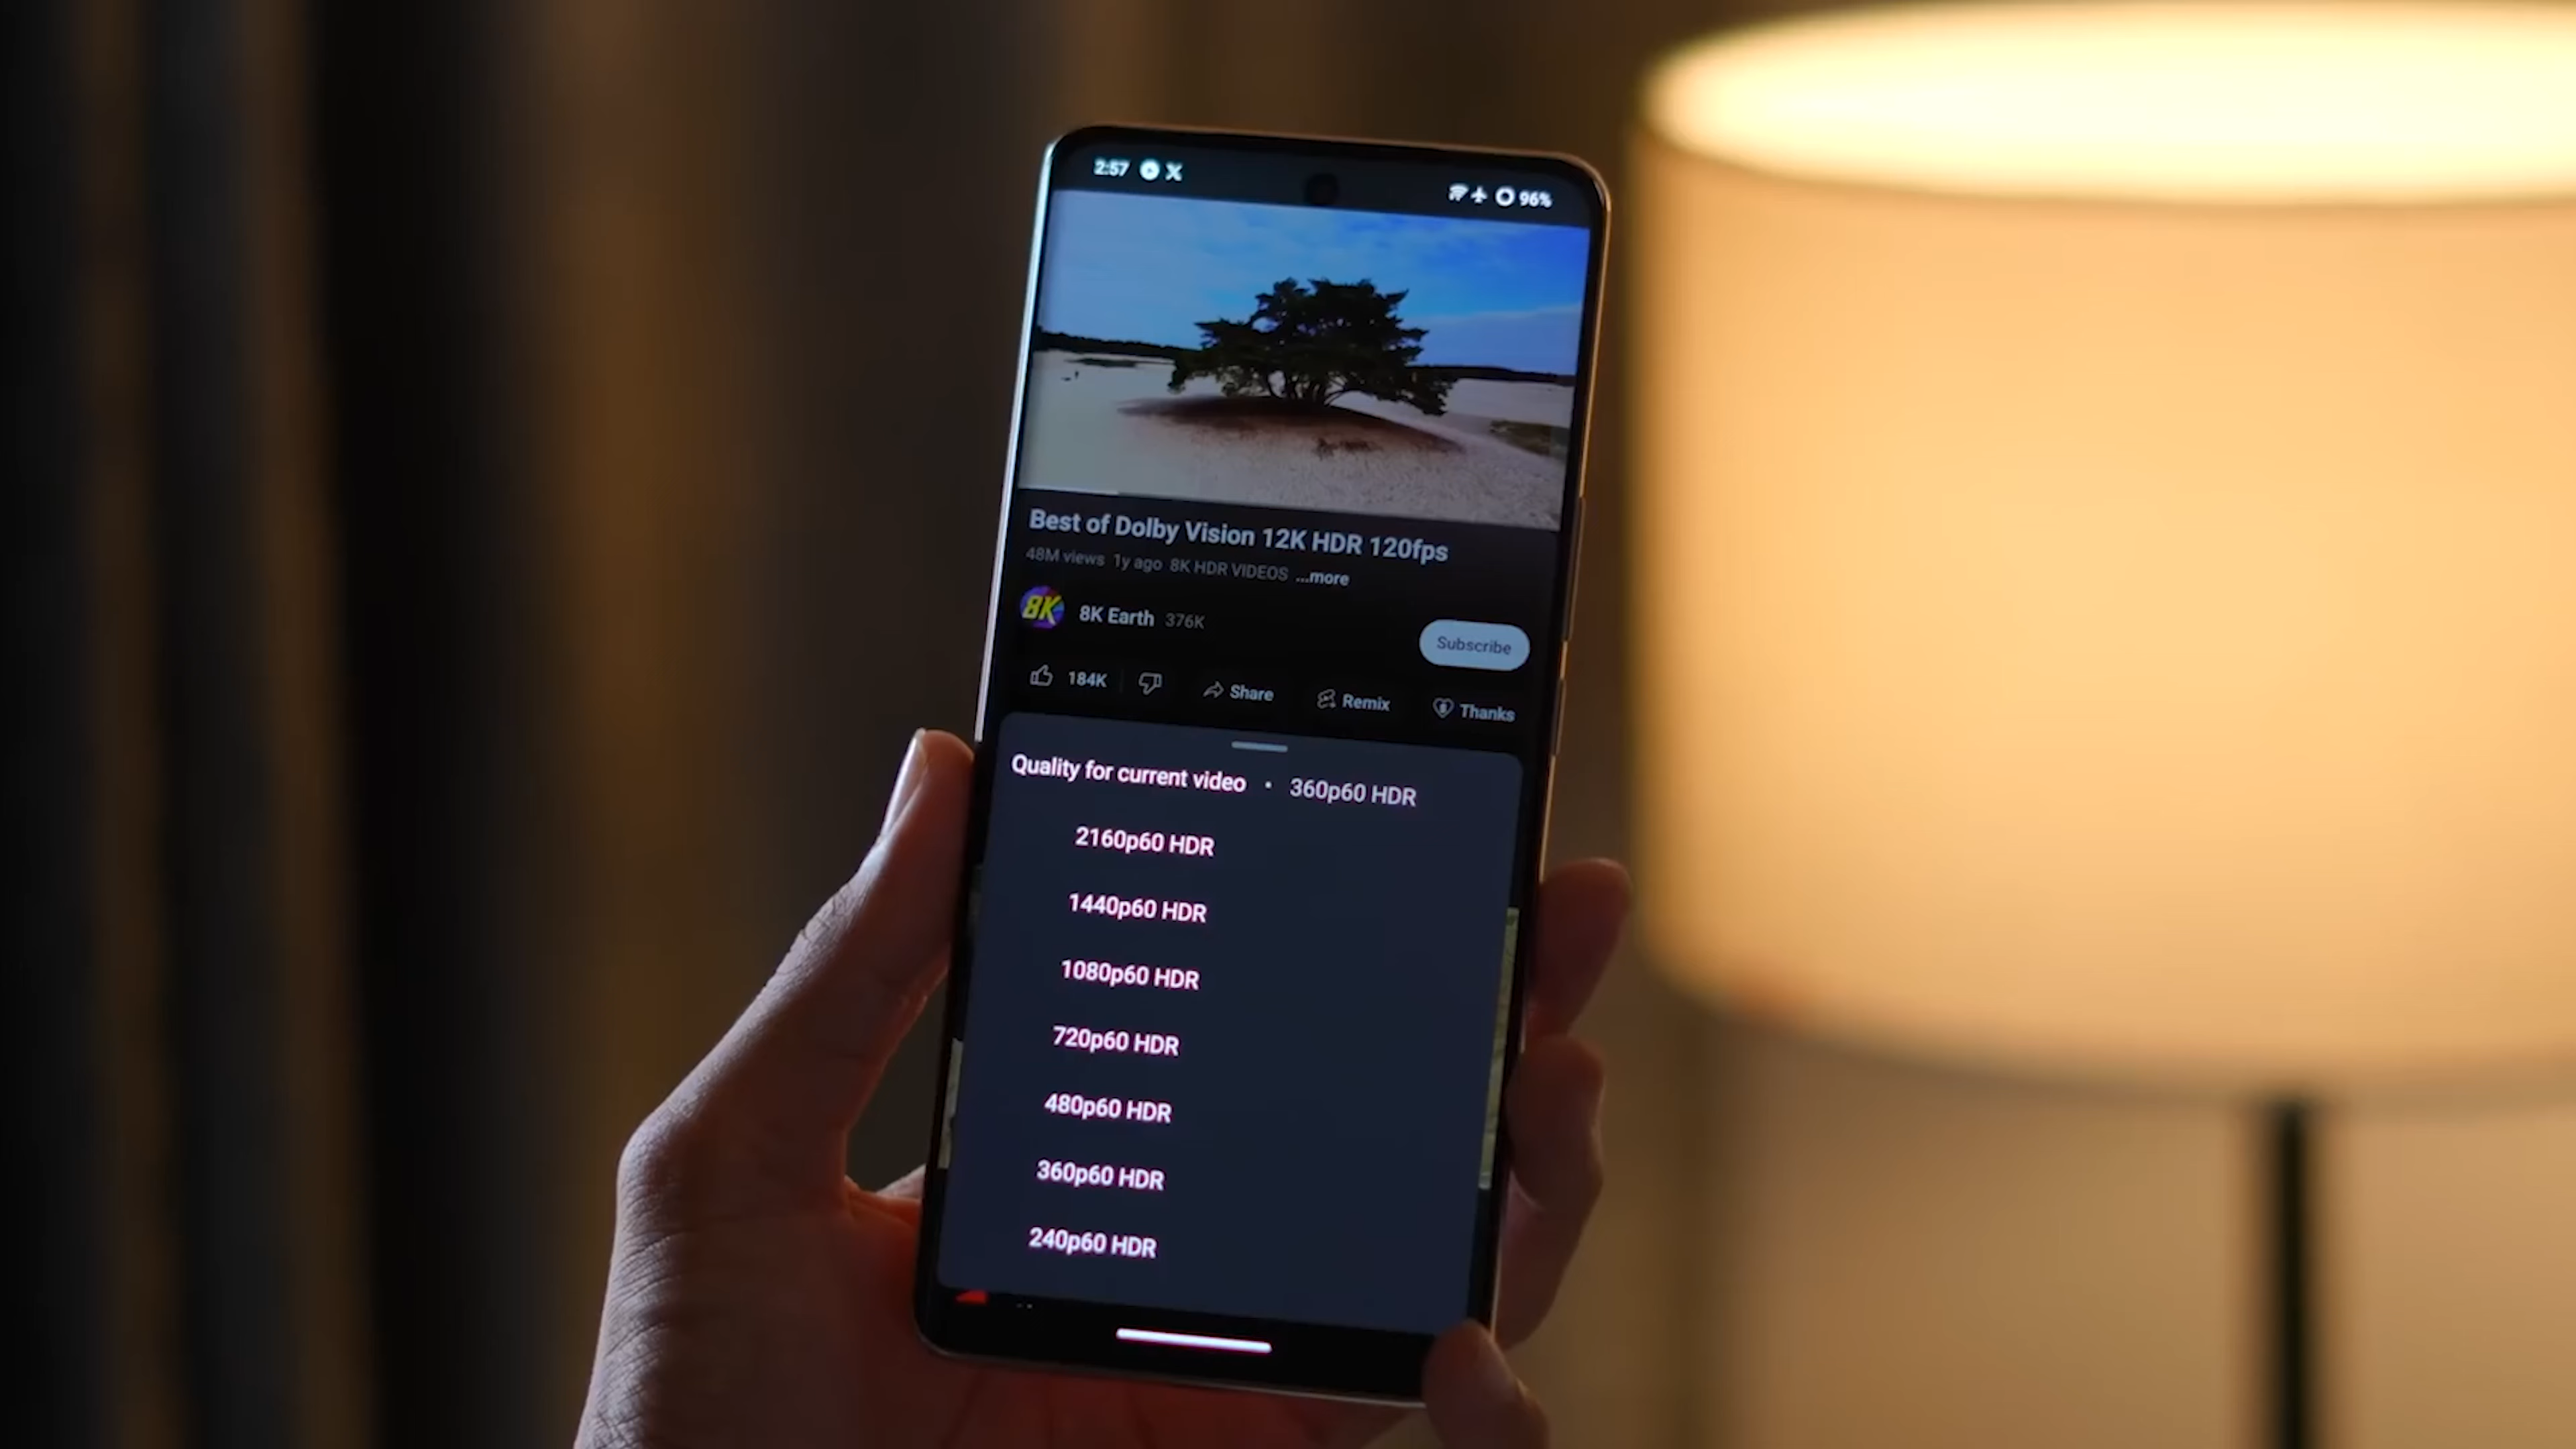 2:57 X 96%
Best of Dolby Vision 12K HDR 120fps
48M views 1y ago 8K HDR VIDEOS ...more
8K 8K Earth 376K Subscribe
184K Share Remix Thanks
Quality for current video • 360p60 HDR
2160p60 HDR
1440p60 HDR
1080p60 HDR
720p60 HDR
480p60 HDR
360p60 HDR
240p60 HDR